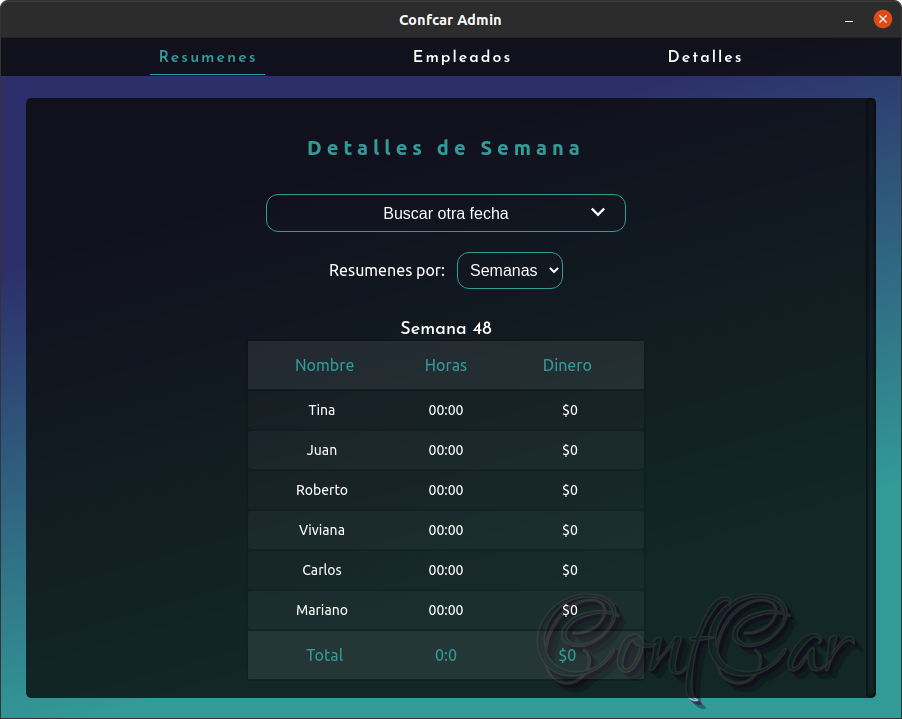 Confcar Admin
Resumenes Empleados Detalles
Detalles de Semana
Buscar otra fecha
Resumenes por: Semanas
Semana 48
Nombre Horas Dinero
Tina 00:00 $0
Juan 00:00 $0
Roberto 00:00 $0
Viviana 00:00 $0
Carlos 00:00 $0
Mariano 00:00 $0
Total 0:0 $0
ConfCar